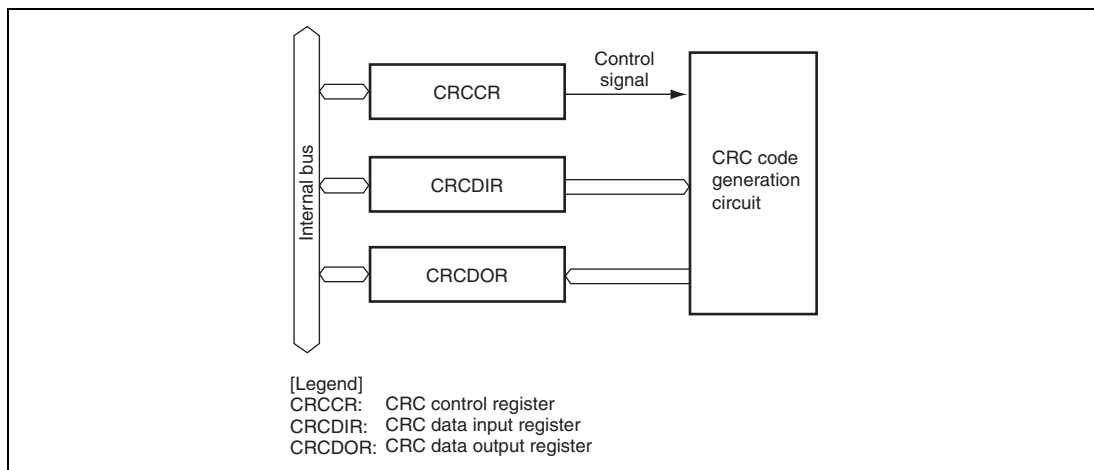 Control
signal
CRCCR
CRC code
generation
circuit
CRCDIR
Internal bus
CRCDOR
[Legend]
CRCCR: CRC control register
CRCDIR: CRC data input register
CRCDOR: CRC data output register